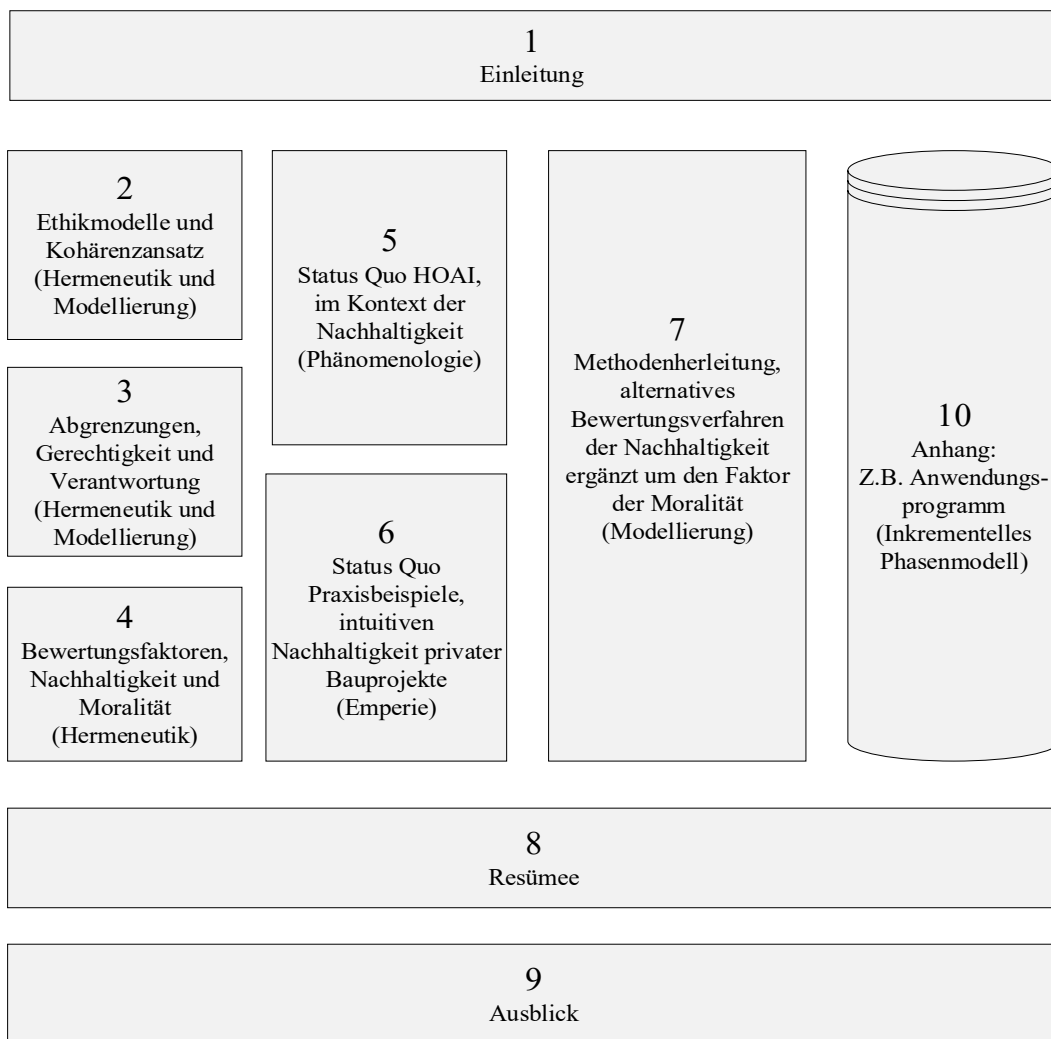 1
Einleitung
2
Ethikmodelle und
Kohärenzansatz
(Hermeneutik und
Modellierung)
3
Abgrenzungen,
Gerechtigkeit und
Verantwortung
(Hermeneutik und
Modellierung)
4
Bewertungsfaktoren,
Nachhaltigkeit und
Moralität
(Hermeneutik)
5
Status Quo HOAI,
im Kontext der
Nachhaltigkeit
(Phänomenologie)
6
Status Quo
Praxisbeispiele,
intuitiven
Nachhaltigkeit privater
Bauprojekte
(Emperie)
7
Methodenherleitung,
alternatives
Bewertungsverfahren
der Nachhaltigkeit
ergänzt um den Faktor
der Moralität
(Modellierung)
10
Anhang:
Z.B. Anwendungs-
programm
(Inkrementelles
Phasenmodell)
8
Resümee
9
Ausblick